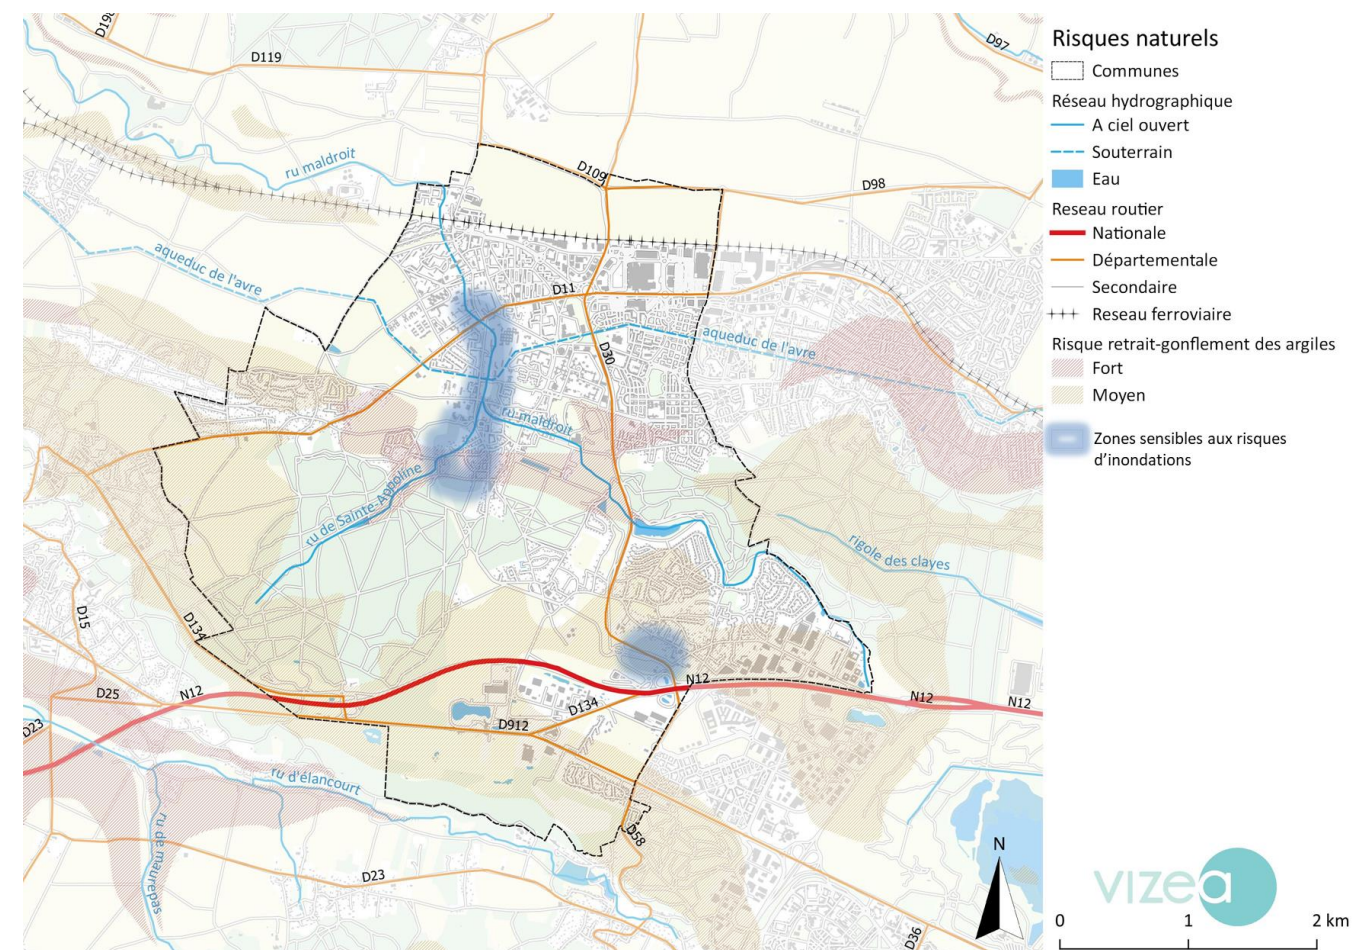 D119
D97
Risques naturels
Communes
Réseau hydrographique
A ciel ouvert
Souterrain
Eau
Reseau routier
Nationale
Départementale
Secondaire
Reseau ferroviaire
Risque retrait-gonflement des argiles
Fort
Moyen
Zones sensibles aux risques
d'inondations
ru maldroit
D109
D98
aqueduc de l'avre
D11
D30
aqueduc de l'avre
ru maldroit
ru de Sainte-Appoline
rigole des clayes
D15
D134
D25
N12
N12
N12
N12
D134
D912
D23
ru d'élancourt
ru de maurepas
D58
D23
D36
N
vizea
0 1 2 km